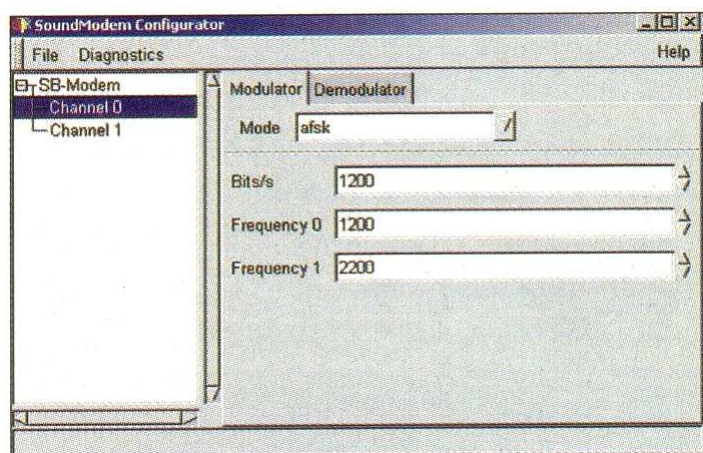 SoundModem Configurator
File Diagnostics Help
SB-Modem
Channel 0
Channel 1
Modulator Demodulator
Mode afsk
Bits/s 1200
Frequency 0 1200
Frequency 1 2200